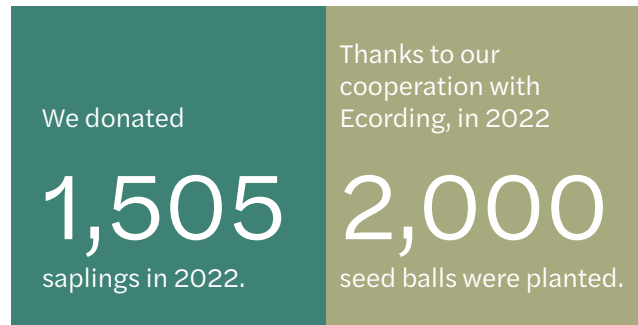 We donated
1,505
saplings in 2022.
Thanks to our
cooperation with
Ecording, in 2022
2,000
seed balls were planted.